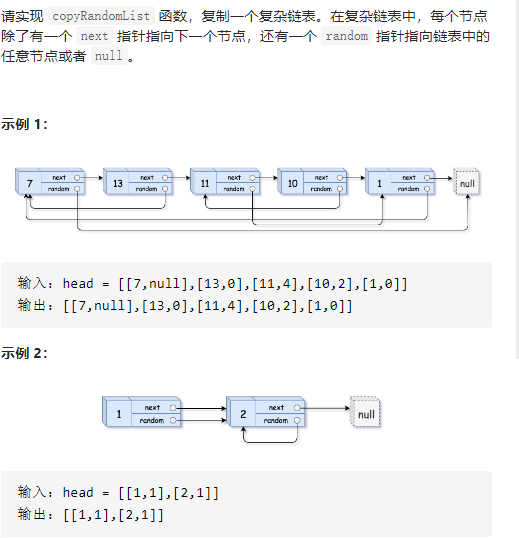 请实现 copyRandomList 函数，复制一个复杂链表。在复杂链表中，每个节点
除了有一个 next 指针指向下一个节点，还有一个 random 指针指向链表中的
任意节点或者 null 。
示例 1：
next next next next next
7 13 11 10 1 null
random random random random random
输入：head = [[7,null],[13,0],[11,4],[10,2],[1,0]]
输出：[[7,null],[13,0],[11,4],[10,2],[1,0]]
示例 2：
next next
1 2 null
random random
输入：head = [[1,1],[2,1]]
输出：[[1,1],[2,1]]